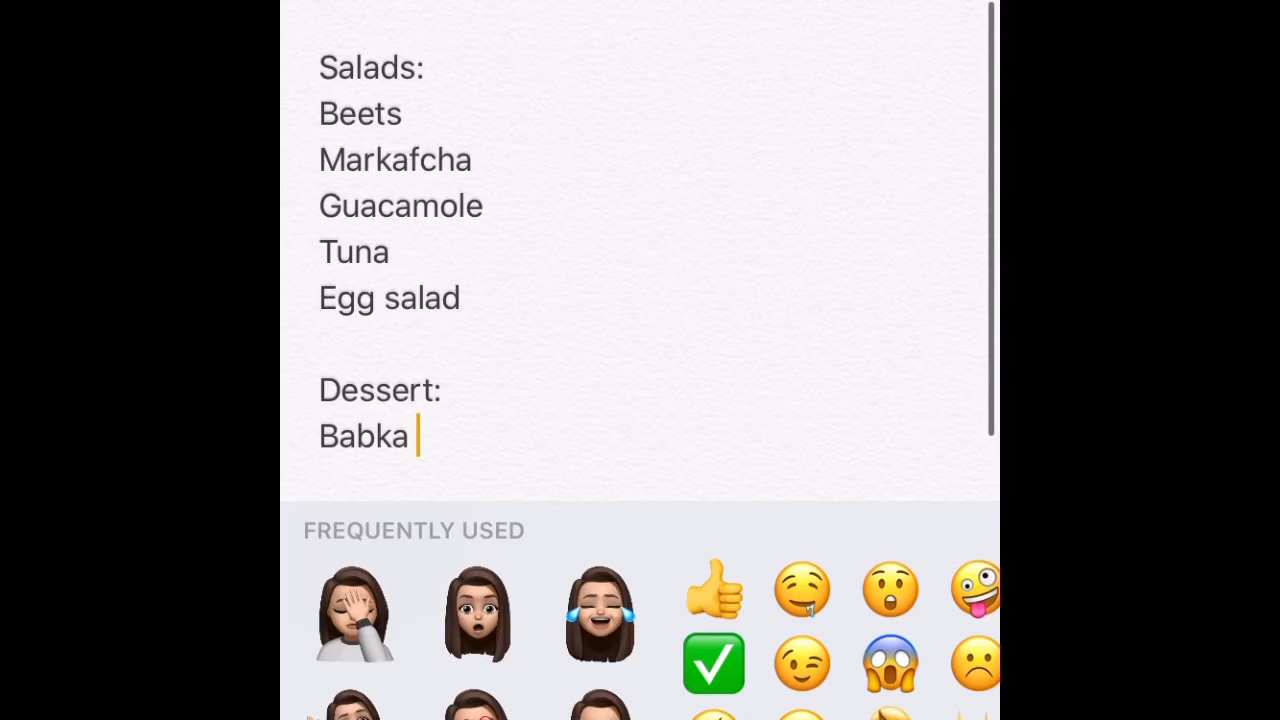 Salads:
Beets
Markafcha
Guacamole
Tuna
Egg salad
Dessert:
Babka
FREQUENTLY USED